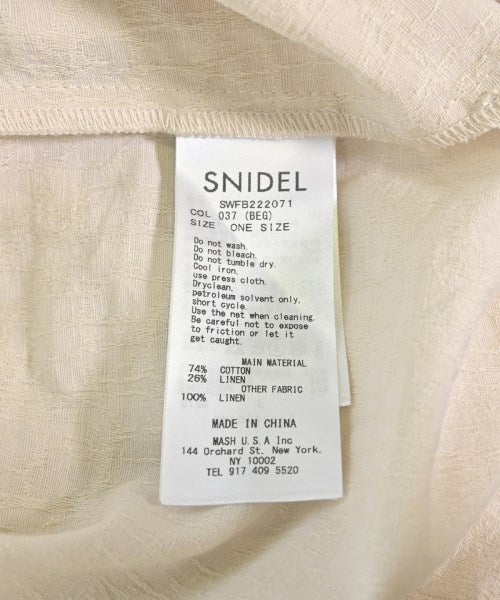 SNIDEL
SWFB222071
COL 037 (BEG)
SIZE ONE SIZE
Do not wash.
Do not bleach.
Do not tumble dry.
Cool iron.
use press cloth.
Dryclean.
petroleum solvent only.
short cycle.
Use the net when cleaning.
Be careful not to expose
to friction or let it
get caught.
MAIN MATERIAL
74% COTTON
26% LINEN
OTHER FABRIC
100% LINEN
MADE IN CHINA
MASH U.S.A Inc
144 Orchard St. New York.
NY 10002
TEL 917 409 5520